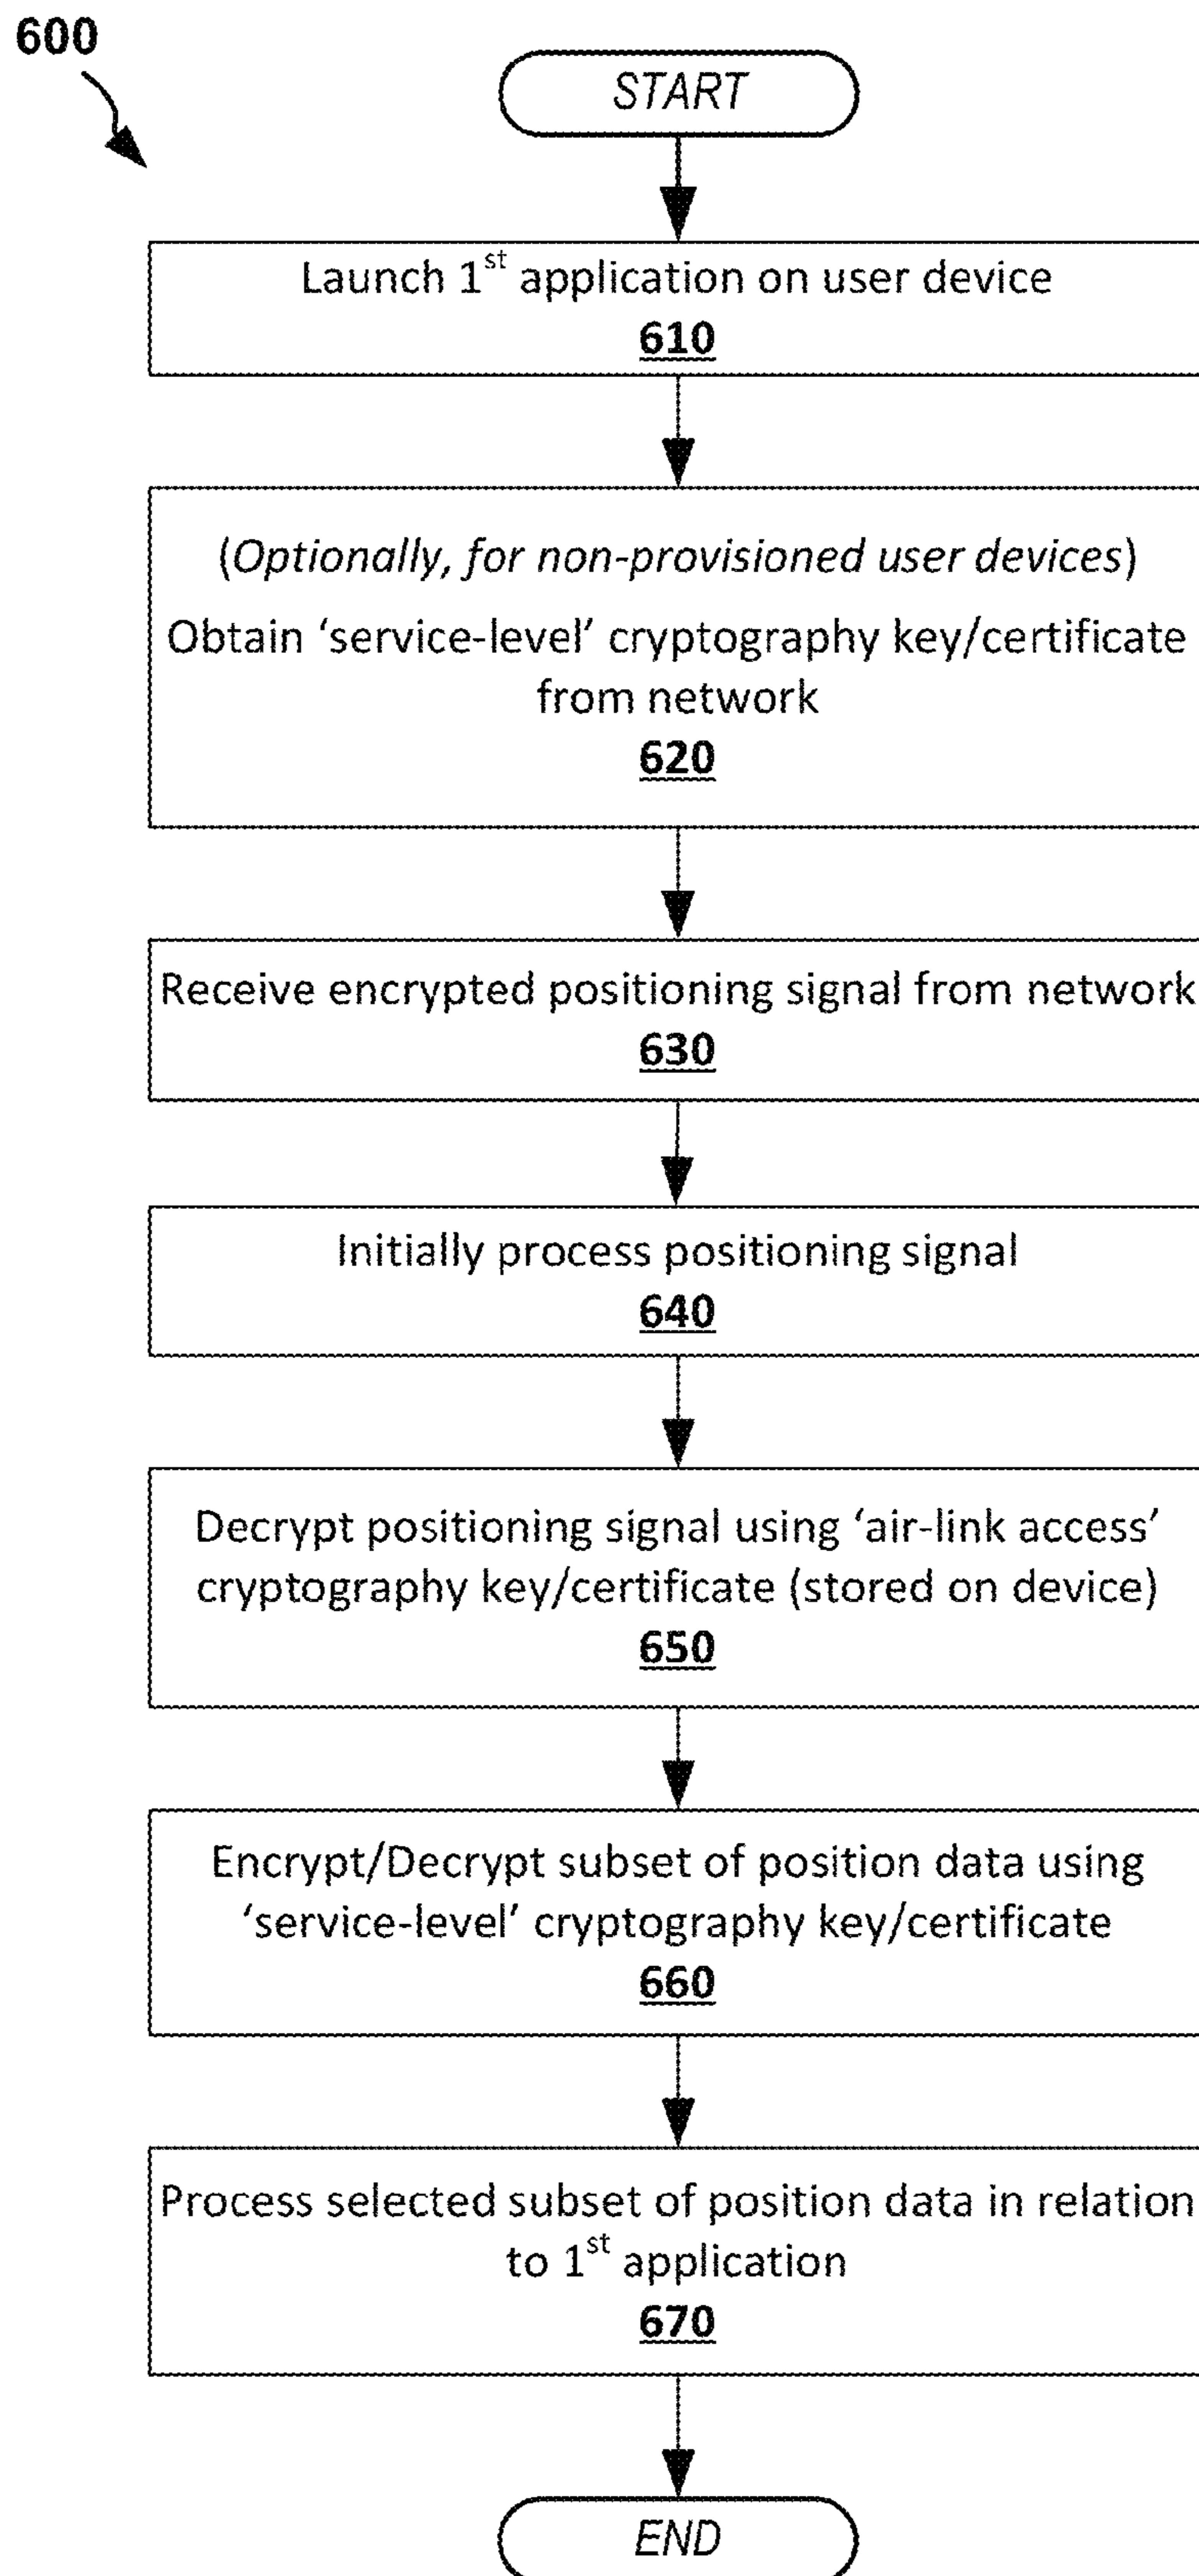 600
START
Launch 1st application on user device
610
(Optionally, for non-provisioned user devices)
Obtain ‘service-level’ cryptography key/certificate
from network
620
Receive encrypted positioning signal from network
630
Initially process positioning signal
640
Decrypt positioning signal using ‘air-link access’
cryptography key/certificate (stored on device)
650
Encrypt/Decrypt subset of position data using
‘service-level’ cryptography key/certificate
660
Process selected subset of position data in relation
to 1st application
670
END